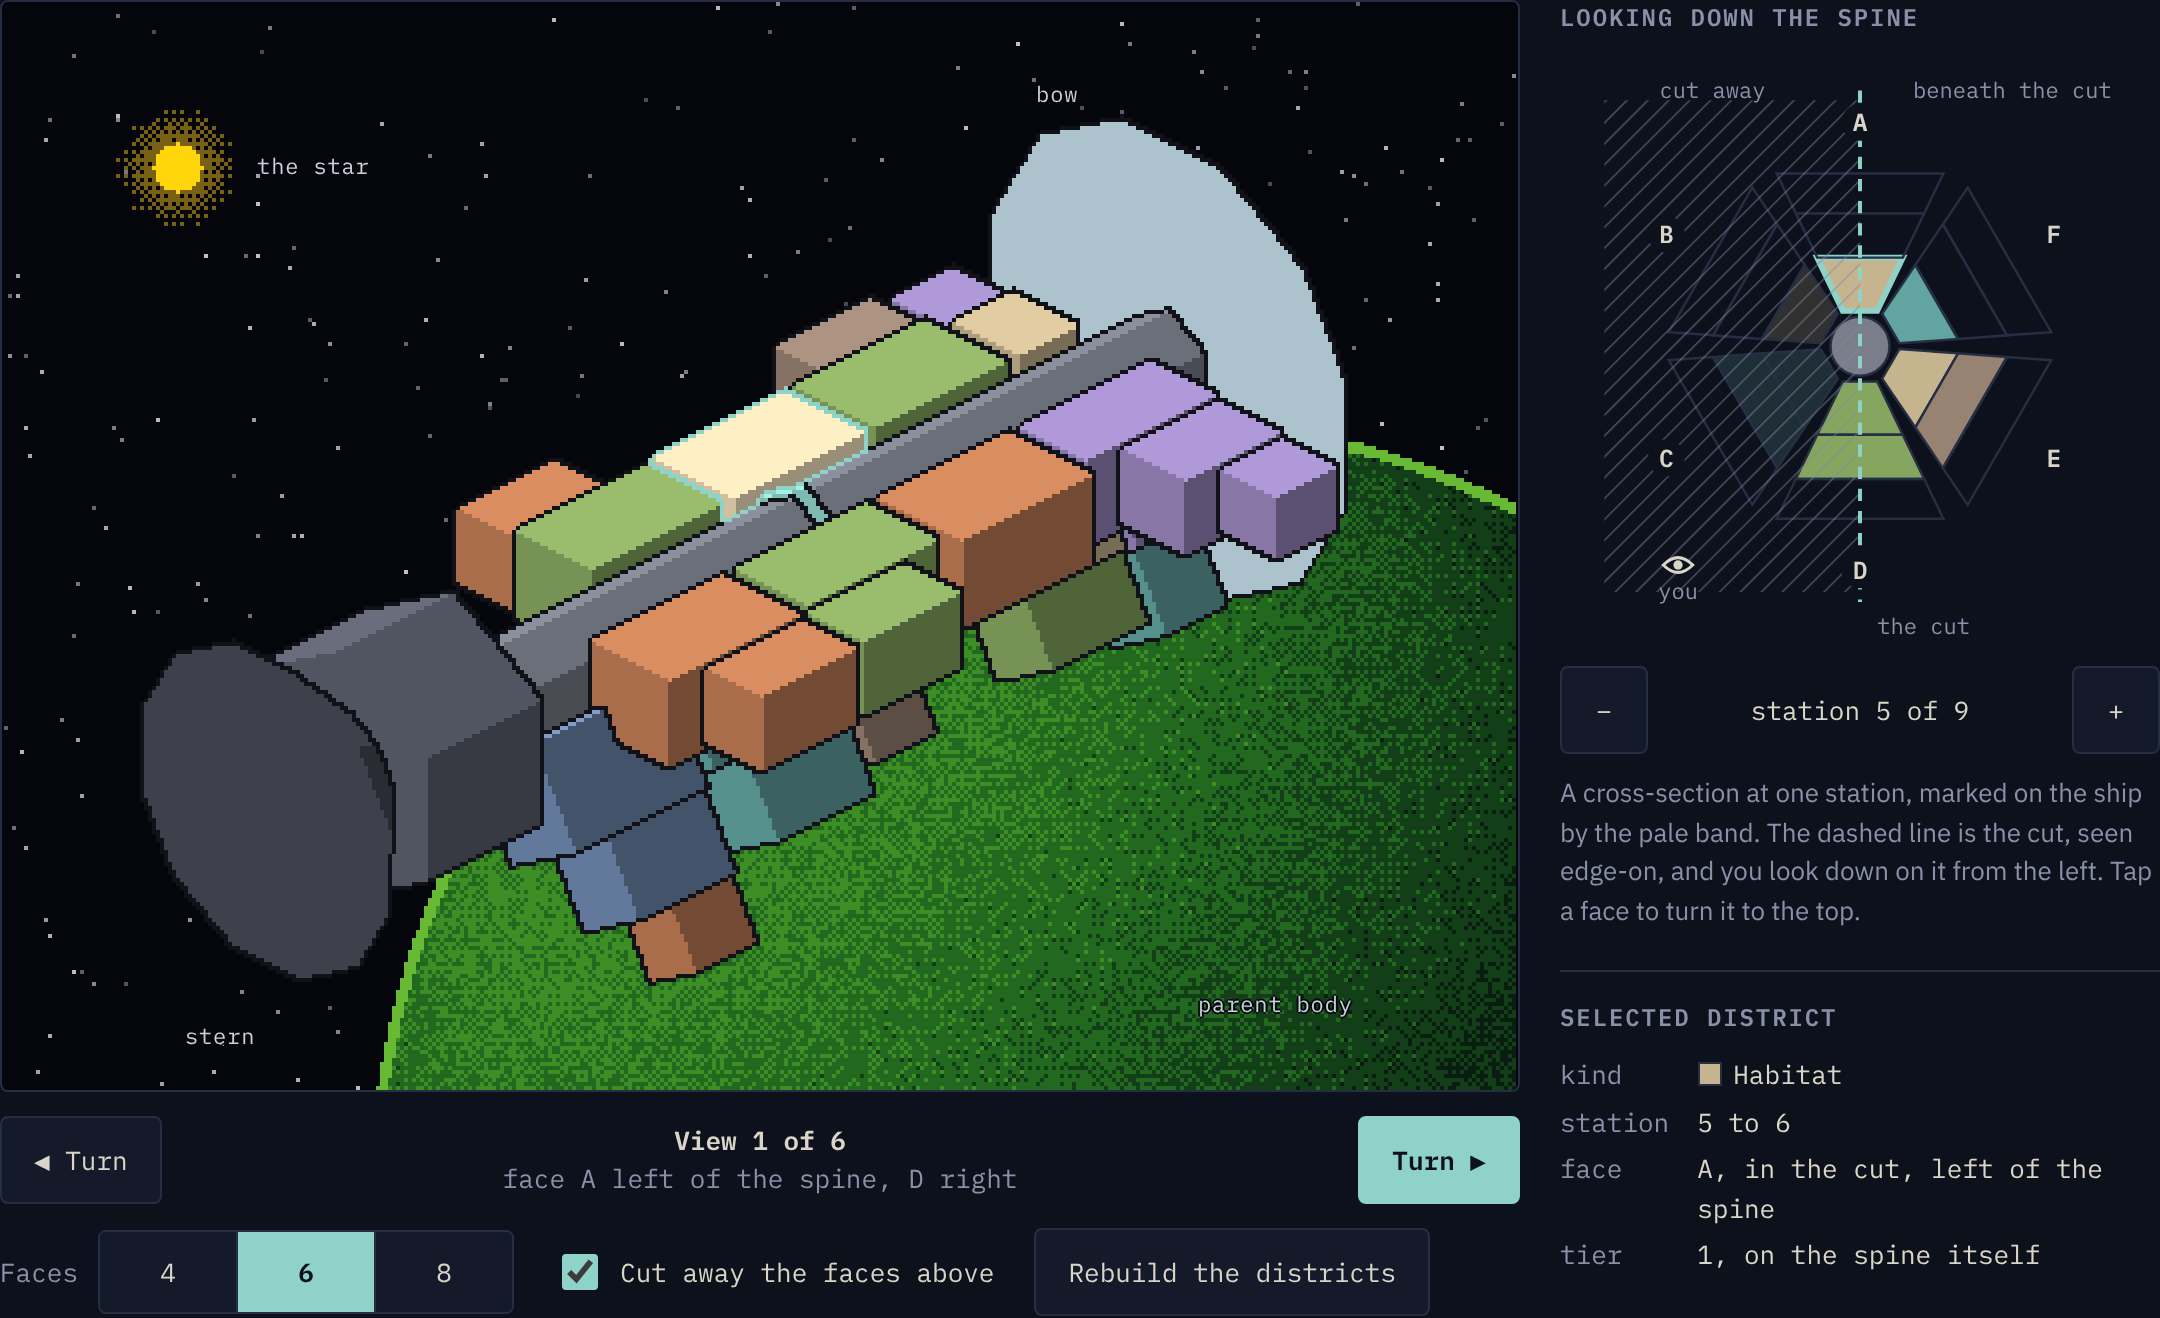 LOOKING DOWN THE SPINE
cut away
beneath the cut
A
B
F
C
E
you
D
the cut
bow
the star
parent body
stern
−
station 5 of 9
+
A cross-section at one station, marked on the ship
by the pale band. The dashed line is the cut, seen
edge-on, and you look down on it from the left. Tap
a face to turn it to the top.
SELECTED DISTRICT
kind Habitat
station 5 to 6
face A, in the cut, left of the
spine
tier 1, on the spine itself
◀ Turn
View 1 of 6
face A left of the spine, D right
Turn ▶
Faces 4 6 8
Cut away the faces above
Rebuild the districts